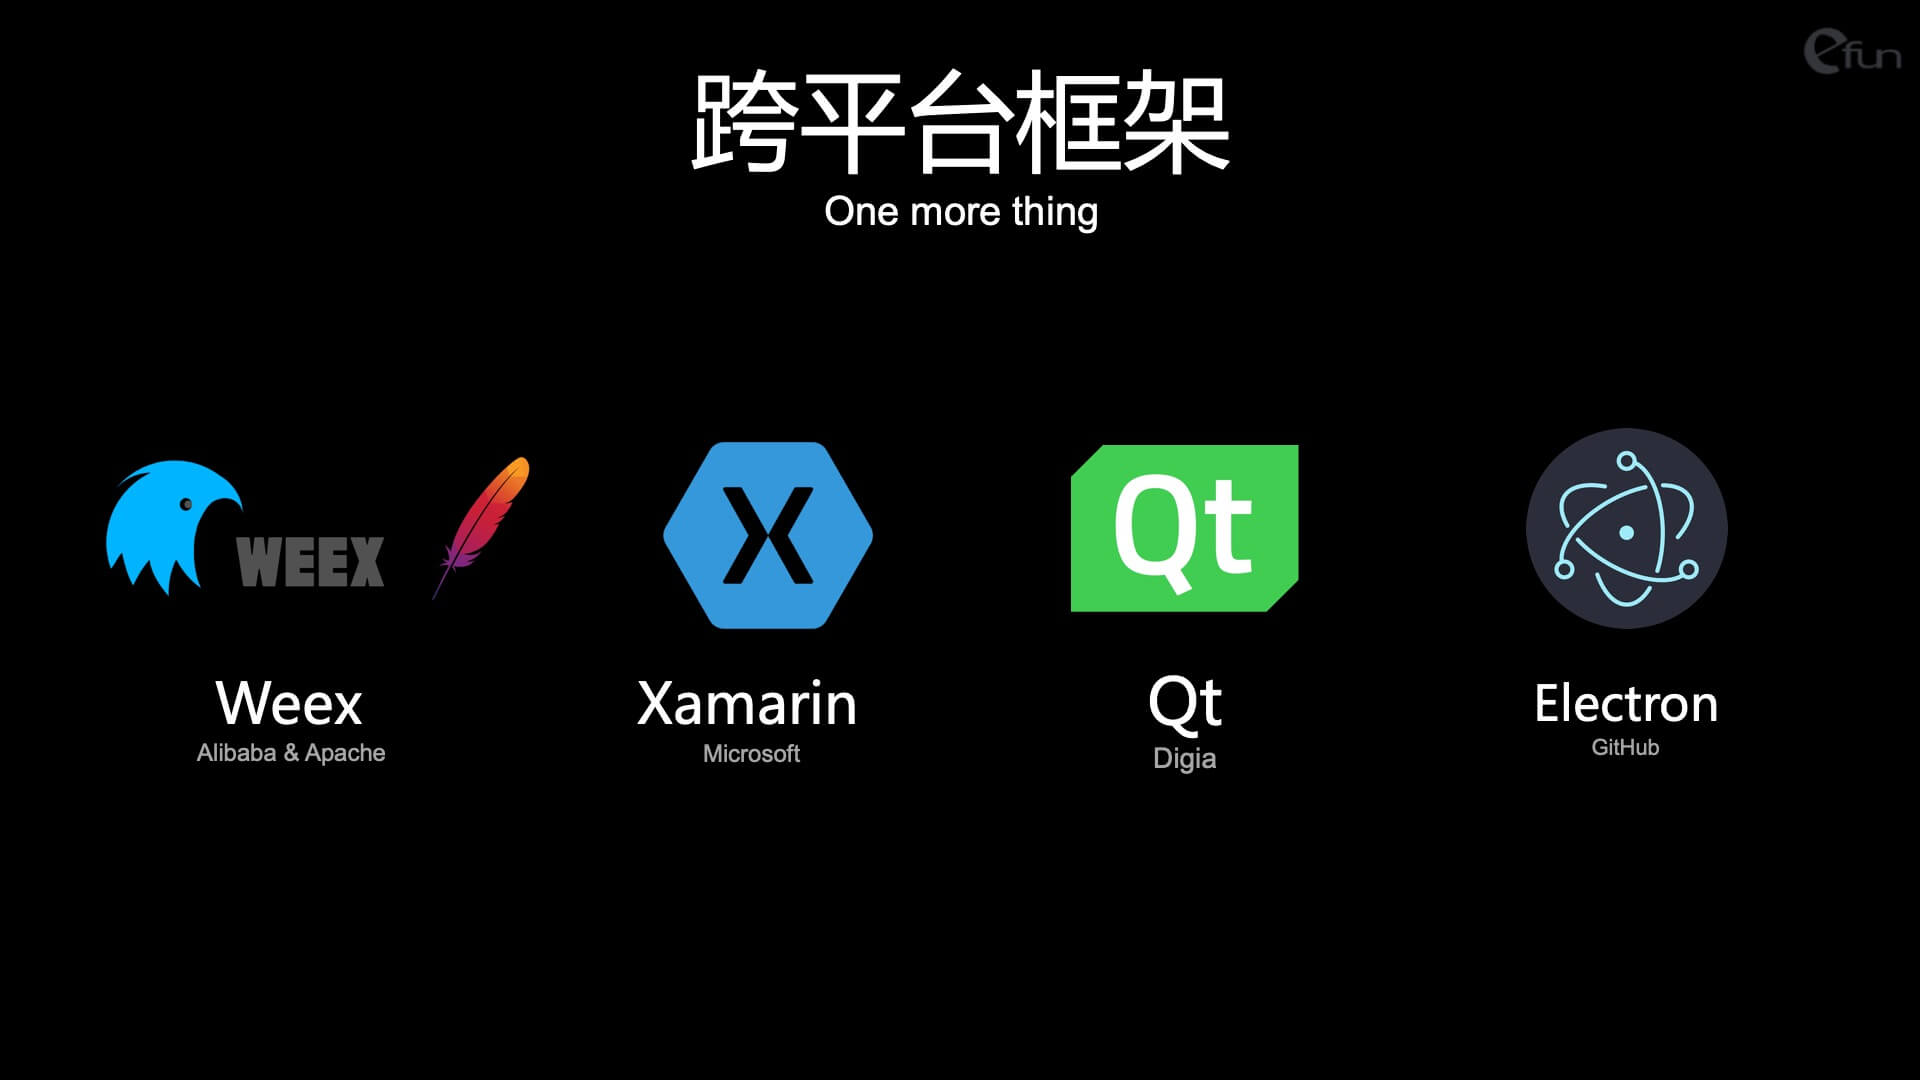 efun
跨平台框架
One more thing
WEEX
X
Qt
Weex
Alibaba & Apache
Xamarin
Microsoft
Qt
Digia
Electron
GitHub